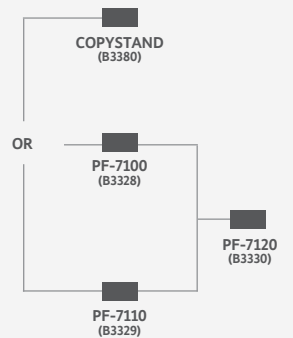 COPYSTAND
(B3380)
OR
PF-7100
(B3328)
PF-7120
(B3330)
PF-7110
(B3329)